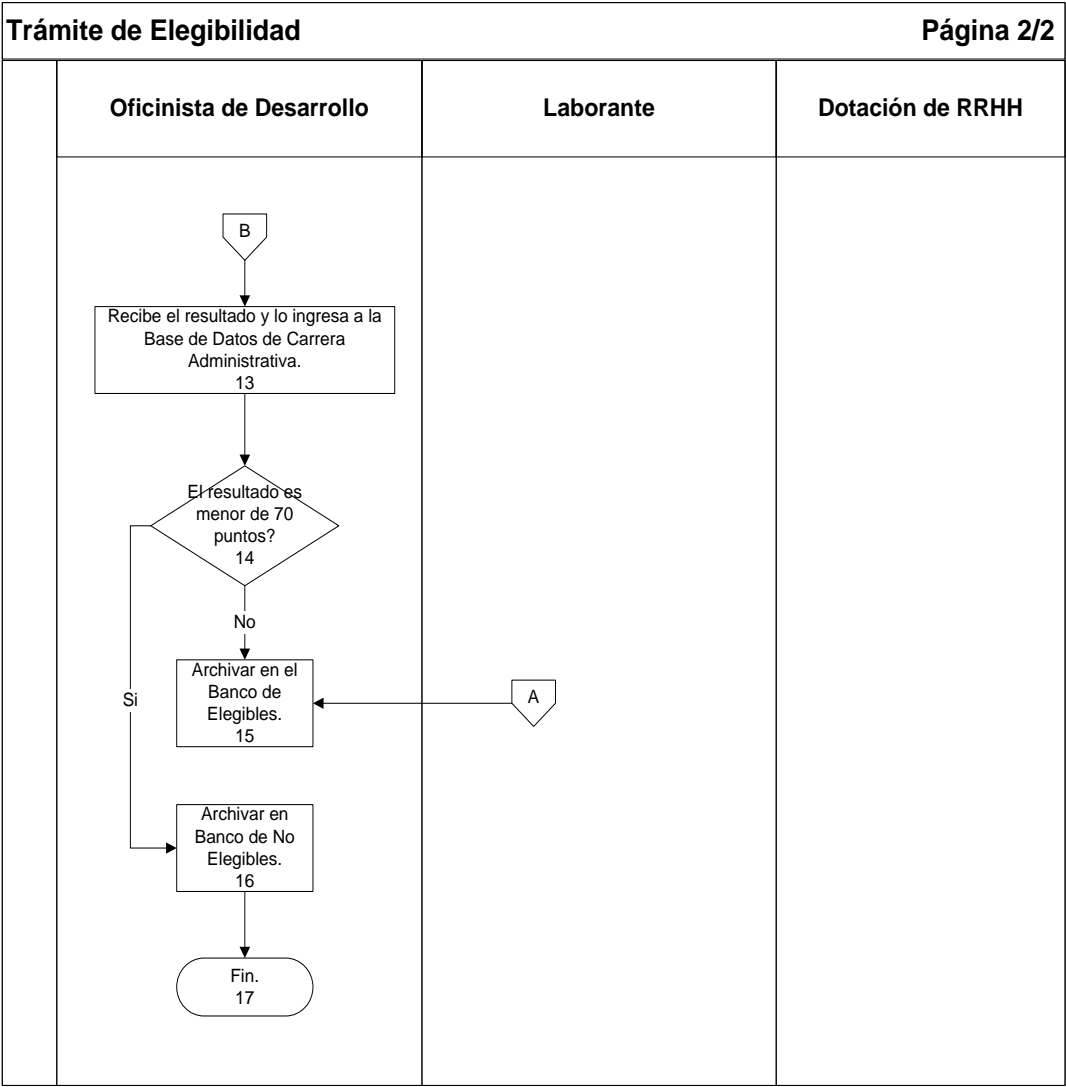 Trámite de Elegibilidad Página 2/2
Oficinista de Desarrollo Laborante Dotación de RRHH
B
Recibe el resultado y lo ingresa a la
Base de Datos de Carrera
Administrativa.
13
El resultado es
menor de 70
puntos?
14
No
Archivar en el
Banco de
Elegibles.
15
Si
A
Archivar en
Banco de No
Elegibles.
16
Fin.
17